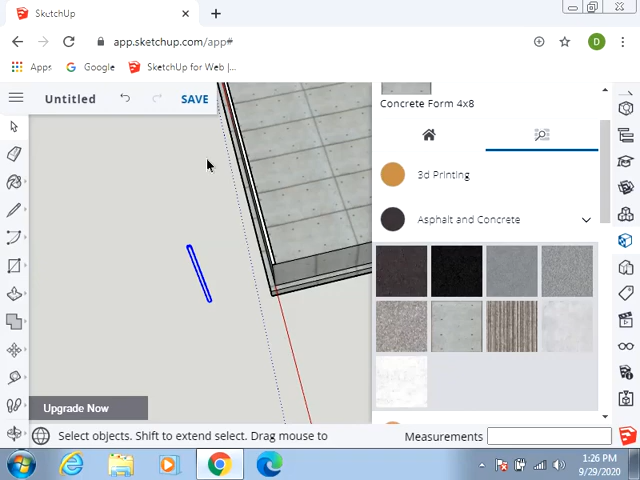 SketchUp
app.sketchup.com/app#
D
Apps
Google
SketchUp for Web |...
Untitled
SAVE
Concrete Form 4x8
3d Printing
Asphalt and Concrete
Upgrade Now
Select objects. Shift to extend select. Drag mouse to
Measurements
1:26 PM
9/29/2020